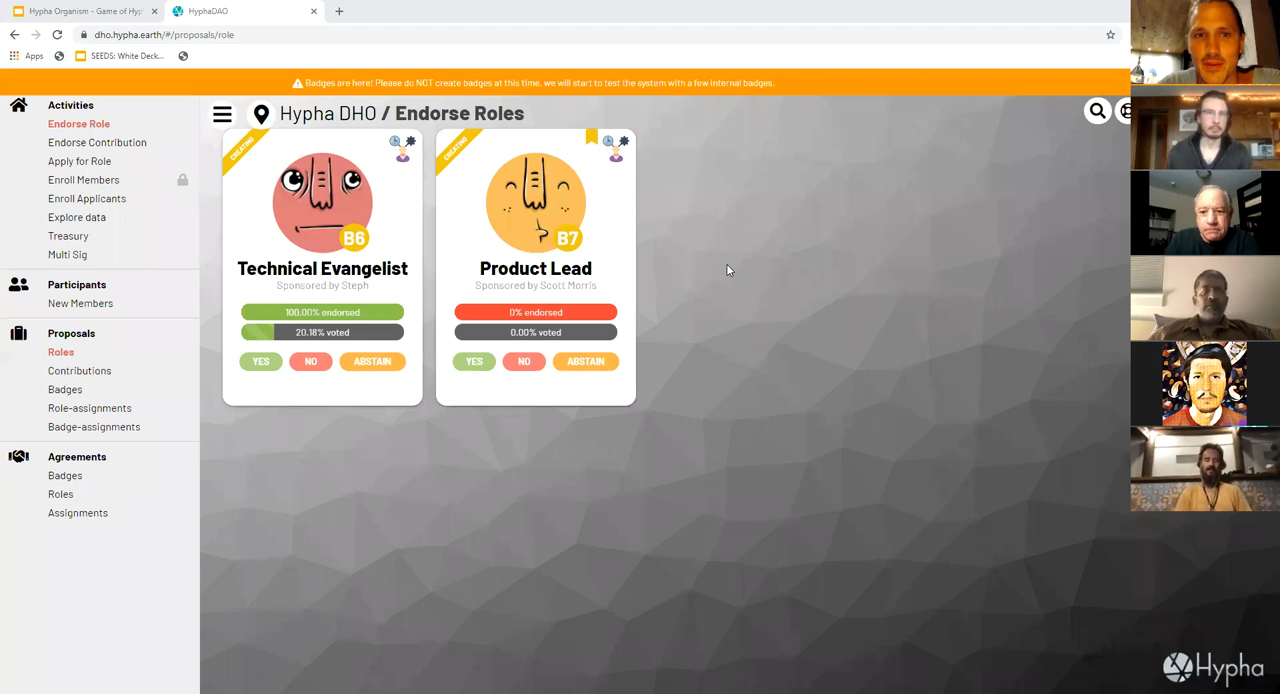 Hypha Organism - Game of Hyp
HyphaDAO
dho.hypha.earth/#/proposals/role
Apps
SEEDS: White Deck...
Badges are here! Please do NOT create badges at this time, we will start to test the system with a few internal badges.
Activities
Endorse Role
Endorse Contribution
Apply for Role
Enroll Members
Enroll Applicants
Explore data
Treasury
Multi Sig
Participants
New Members
Proposals
Roles
Contributions
Badges
Role-assignments
Badge-assignments
Agreements
Badges
Roles
Assignments
Hypha DHO / Endorse Roles
CREATING
B6
Technical Evangelist
Sponsored by Steph
100.00% endorsed
20.18% voted
YES
NO
ABSTAIN
CREATING
B7
Product Lead
Sponsored by Scott Morris
0% endorsed
0.00% voted
YES
NO
ABSTAIN
Hypha